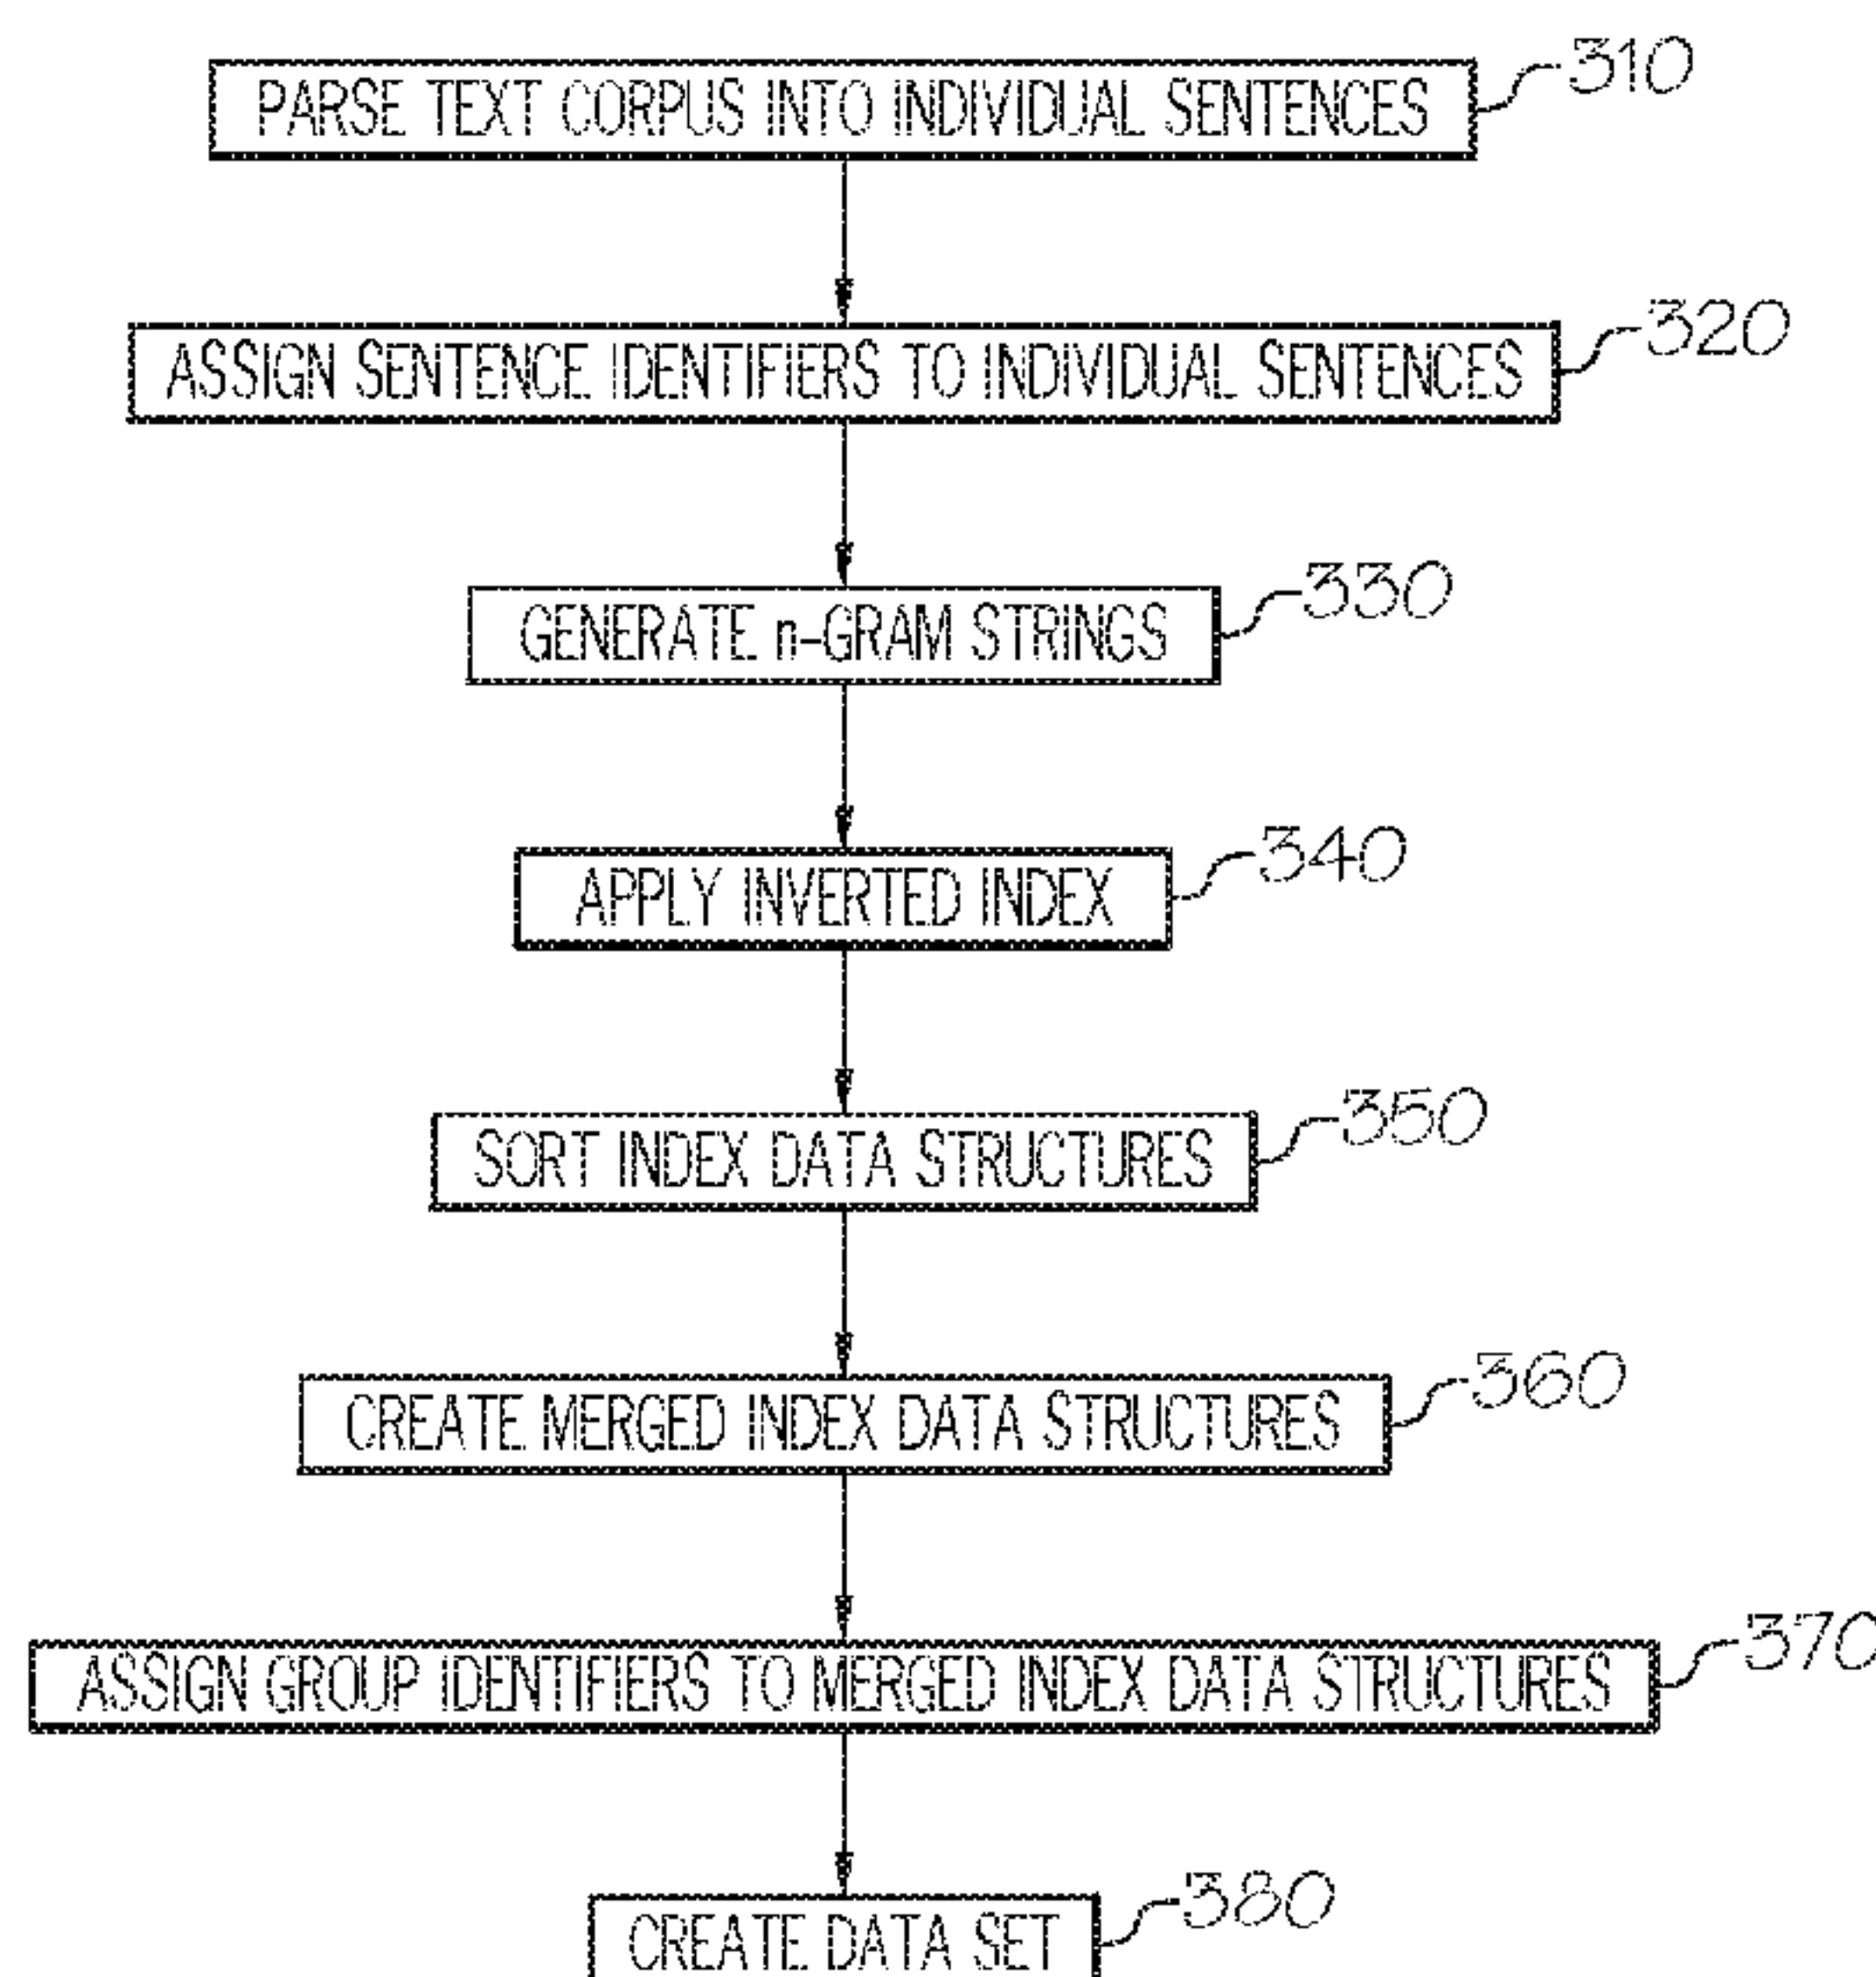 PARSE TEXT CORPUS INTO INDIVIDUAL SENTENCES 310
ASSIGN SENTENCE IDENTIFIERS TO INDIVIDUAL SENTENCES 320
GENERATE n-GRAM STRINGS 330
APPLY INVERTED INDEX 340
SORT INDEX DATA STRUCTURES 350
CREATE MERGED INDEX DATA STRUCTURES 360
ASSIGN GROUP IDENTIFIERS TO MERGED INDEX DATA STRUCTURES 370
CREATE DATA SET 380